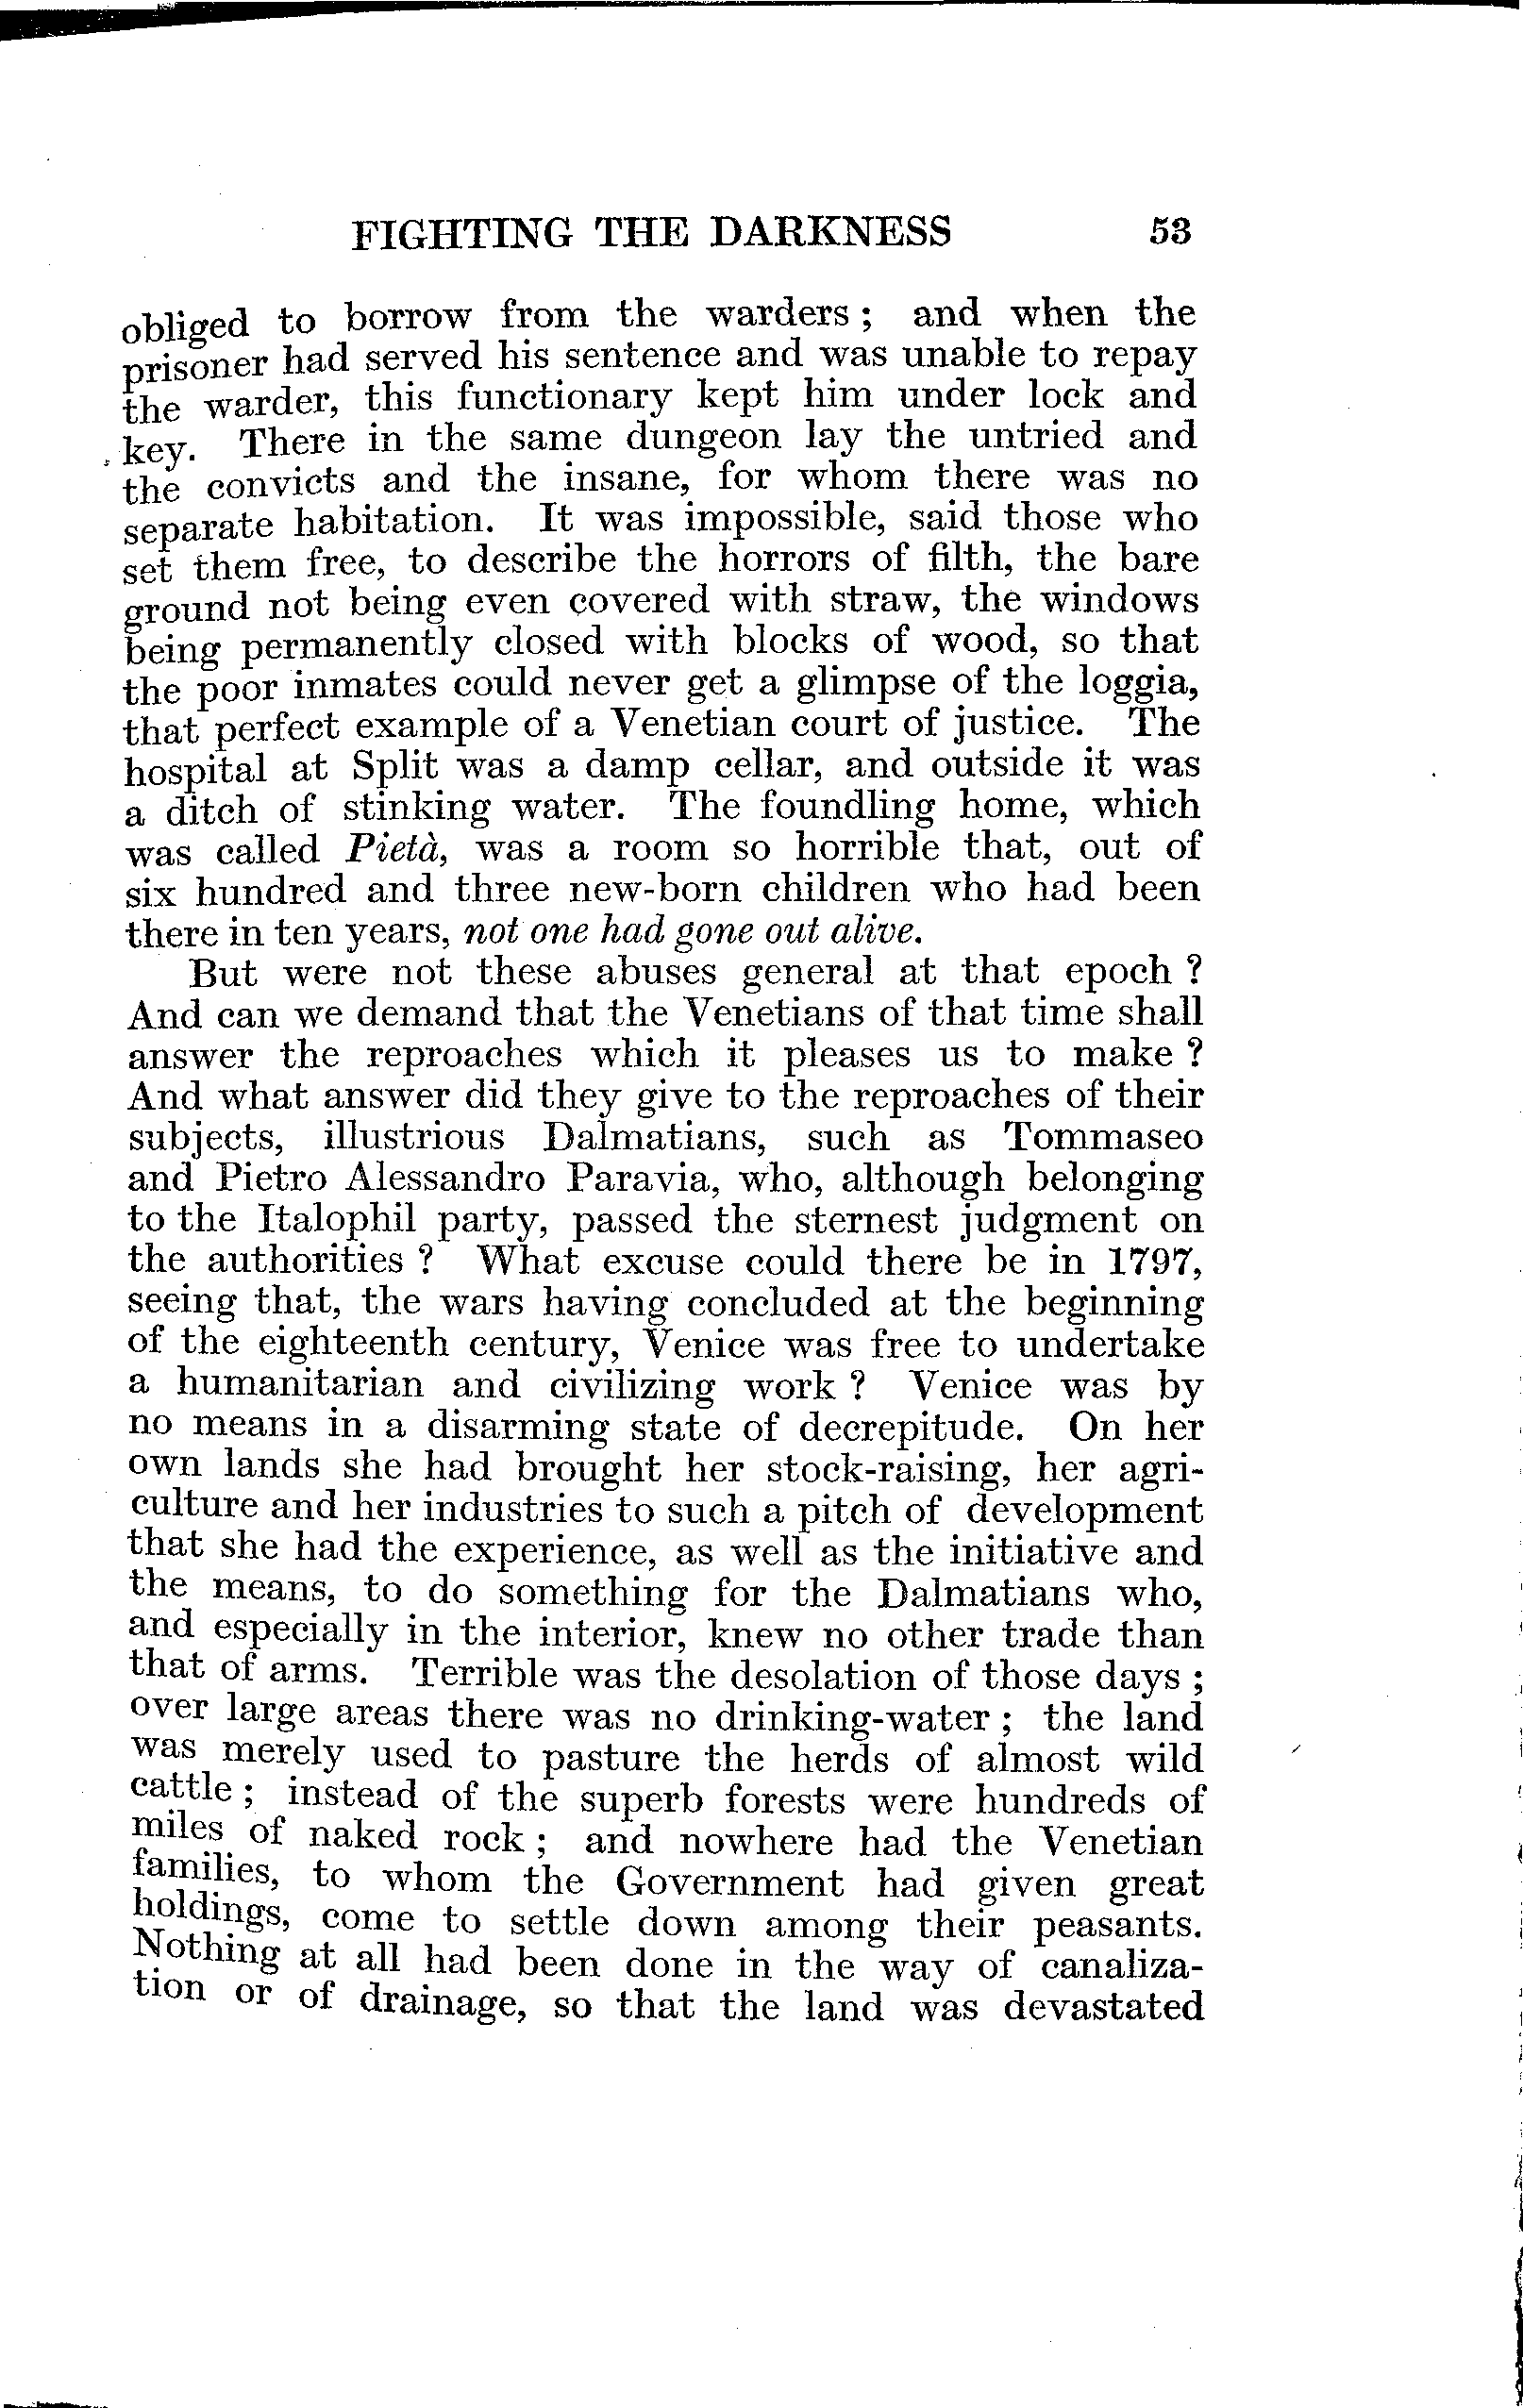 FIGHTING THE DARKNESS 53
obliged to borrow from the warders ; and when the
prisoner had served his sentence and was unable to repay
the warder, this functionary kept him under lock and
key. There in the same dungeon lay the untried and
the convicts and the insane, for whom there was no
separate habitation. It was impossible, said those who
set them free, to describe the horrors of filth, the bare
ground not being even covered with straw, the windows
being permanently closed with blocks of wood, so that
the poor inmates could never get a glimpse of the loggia,
that perfect example of a Venetian court of justice. The
hospital at Split was a damp cellar, and outside it was
a ditch of stinking water. The foundling home, which
was called Pietà, was a room so horrible that, out of
six hundred and three new-born children who had been
there in ten years, not one had gone out alive.
But were not these abuses general at that epoch ?
And can we demand that the Venetians of that time shall
answer the reproaches which it pleases us to make ?
And what answer did they give to the reproaches of their
subjects, illustrious Dalmatians, such as Tommaseo
and Pietro Alessandro Paravia, who, although belonging
to the Italophil party, passed the sternest judgment on
the authorities ? What excuse could there be in 1797,
seeing that, the wars having concluded at the beginning
of the eighteenth century, Venice was free to undertake
a humanitarian and civilizing work ? Venice was by
no means in a disarming state of decrepitude. On her
own lands she had brought her stock-raising, her agri-
culture and her industries to such a pitch of development
that she had the experience, as well as the initiative and
the means, to do something for the Dalmatians who,
and especially in the interior, knew no other trade than
that of arms. Terrible was the desolation of those days ;
over large areas there was no drinking-water ; the land
was merely used to pasture the herds of almost wild
cattle ; instead of the superb forests were hundreds of
miles of naked rock ; and nowhere had the Venetian
families, to whom the Government had given great
holdings, come to settle down among their peasants.
Nothing at all had been done in the way of canaliza-
tion or of drainage, so that the land was devastated